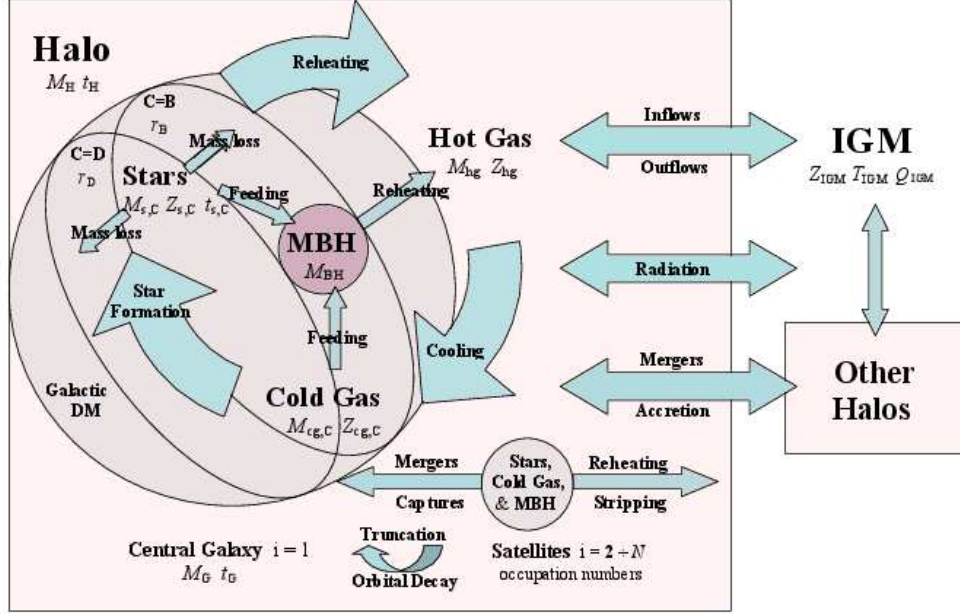 Halo
M_H t_H
Reheating
C=B
r_B
Mass loss
C=D
r_D
Stars
M_s,C Z_s,C t_s,C
Feeding
Mass loss
MBH
M_BH
Reheating
Hot Gas
M_hg Z_hg
Inflows
Outflows
IGM
Z_IGM T_IGM Q_IGM
Radiation
Star
Formation
Feeding
Cooling
Cold Gas
M_cg,C Z_cg,C
Galactic
DM
Mergers
Accretion
Other
Halos
Mergers
Captures
Stars,
Cold Gas,
& MBH
Reheating
Stripping
Central Galaxy i = 1
M_G t_G
Truncation
Orbital Decay
Satellites i = 2 ÷ N
occupation numbers